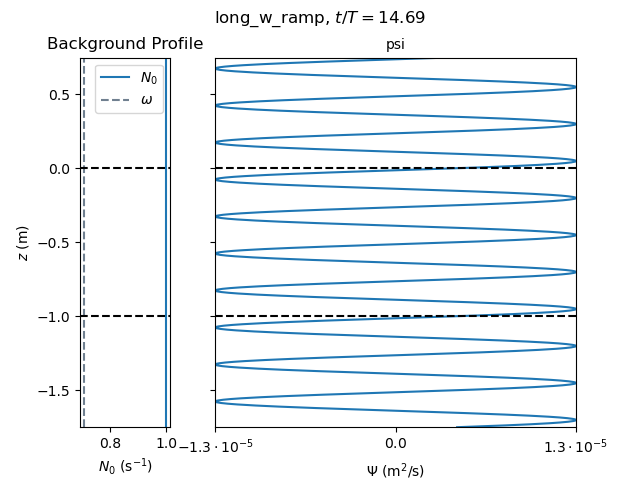 long_w_ramp, t/T = 14.69
Background Profile
psi
N₀
ω
0.5
0.0
−0.5
−1.0
−1.5
z (m)
0.8
1.0
−1.3 · 10⁻⁵
0.0
1.3 · 10⁻⁵
N₀ (s⁻¹)
Ψ (m²/s)